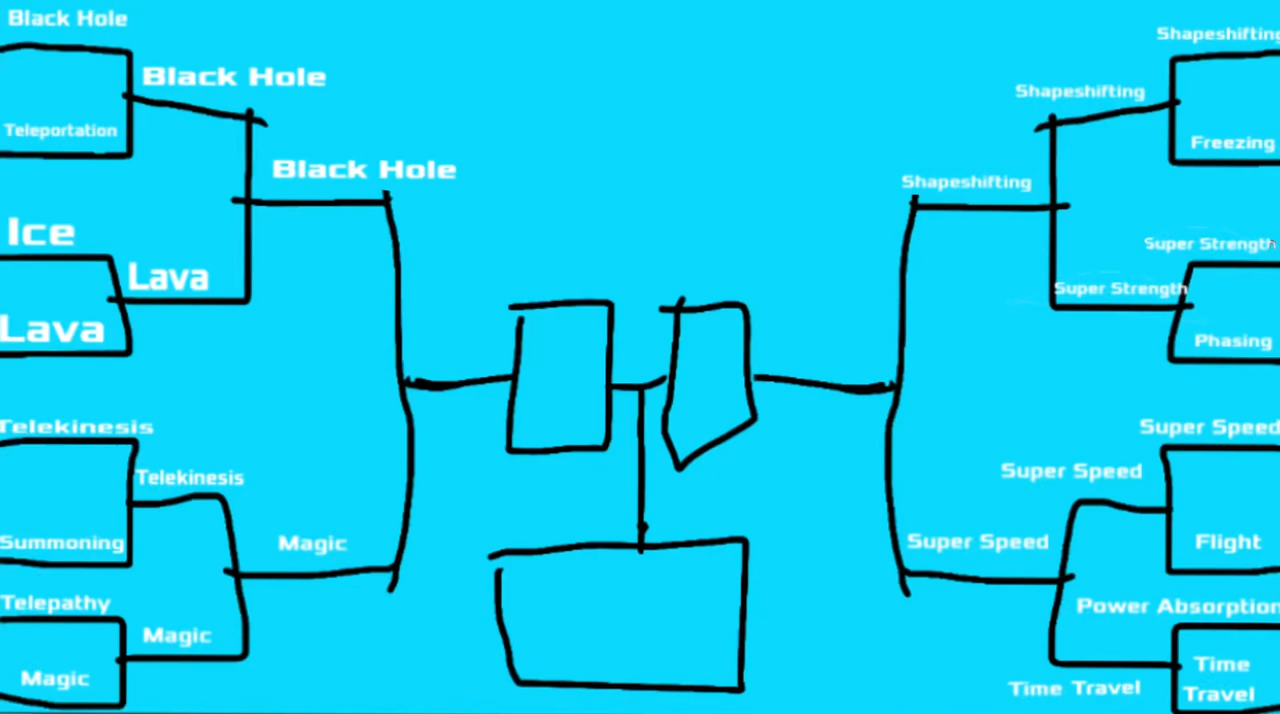 Black Hole
Black Hole
Teleportation
Black Hole
Ice
Lava
Lava
Telekinesis
Telekinesis
Summoning
Magic
Telepathy
Magic
Magic
Shapeshifting
Shapeshifting
Freezing
Shapeshifting
Super Strength
Super Strength
Phasing
Super Speed
Super Speed
Flight
Super Speed
Power Absorption
Time
Travel
Time Travel